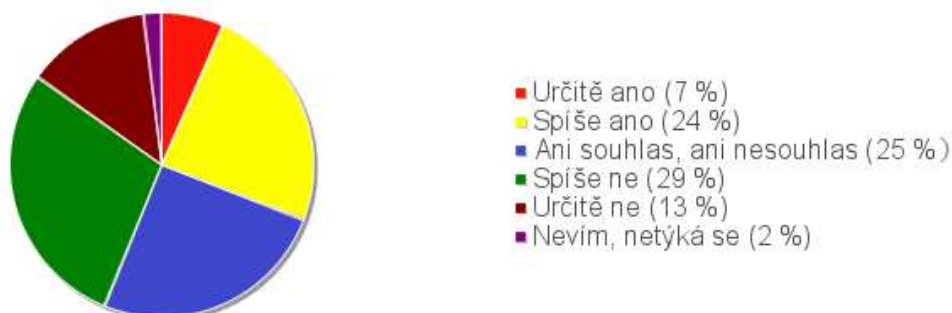 Určitě ano (7 %)
Spíše ano (24 %)
Ani souhlas, ani nesouhlas (25 %)
Spíše ne (29 %)
Určitě ne (13 %)
Nevím, netýká se (2 %)